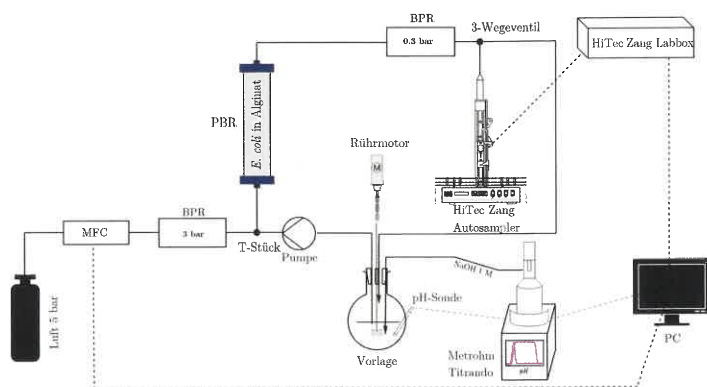 BPR
0.3 bar
3-Wegeventil
HiTec Zang Labbox
PBR
E. coli in Alginat
Rührmotor
M
HiTec Zang
Autosampler
MFC
BPR
3 bar
T-Stück
Pumpe
NaOH 1 M
Luft 5 bar
pH-Sonde
Vorlage
Metrohm
Titrando
pH
PC